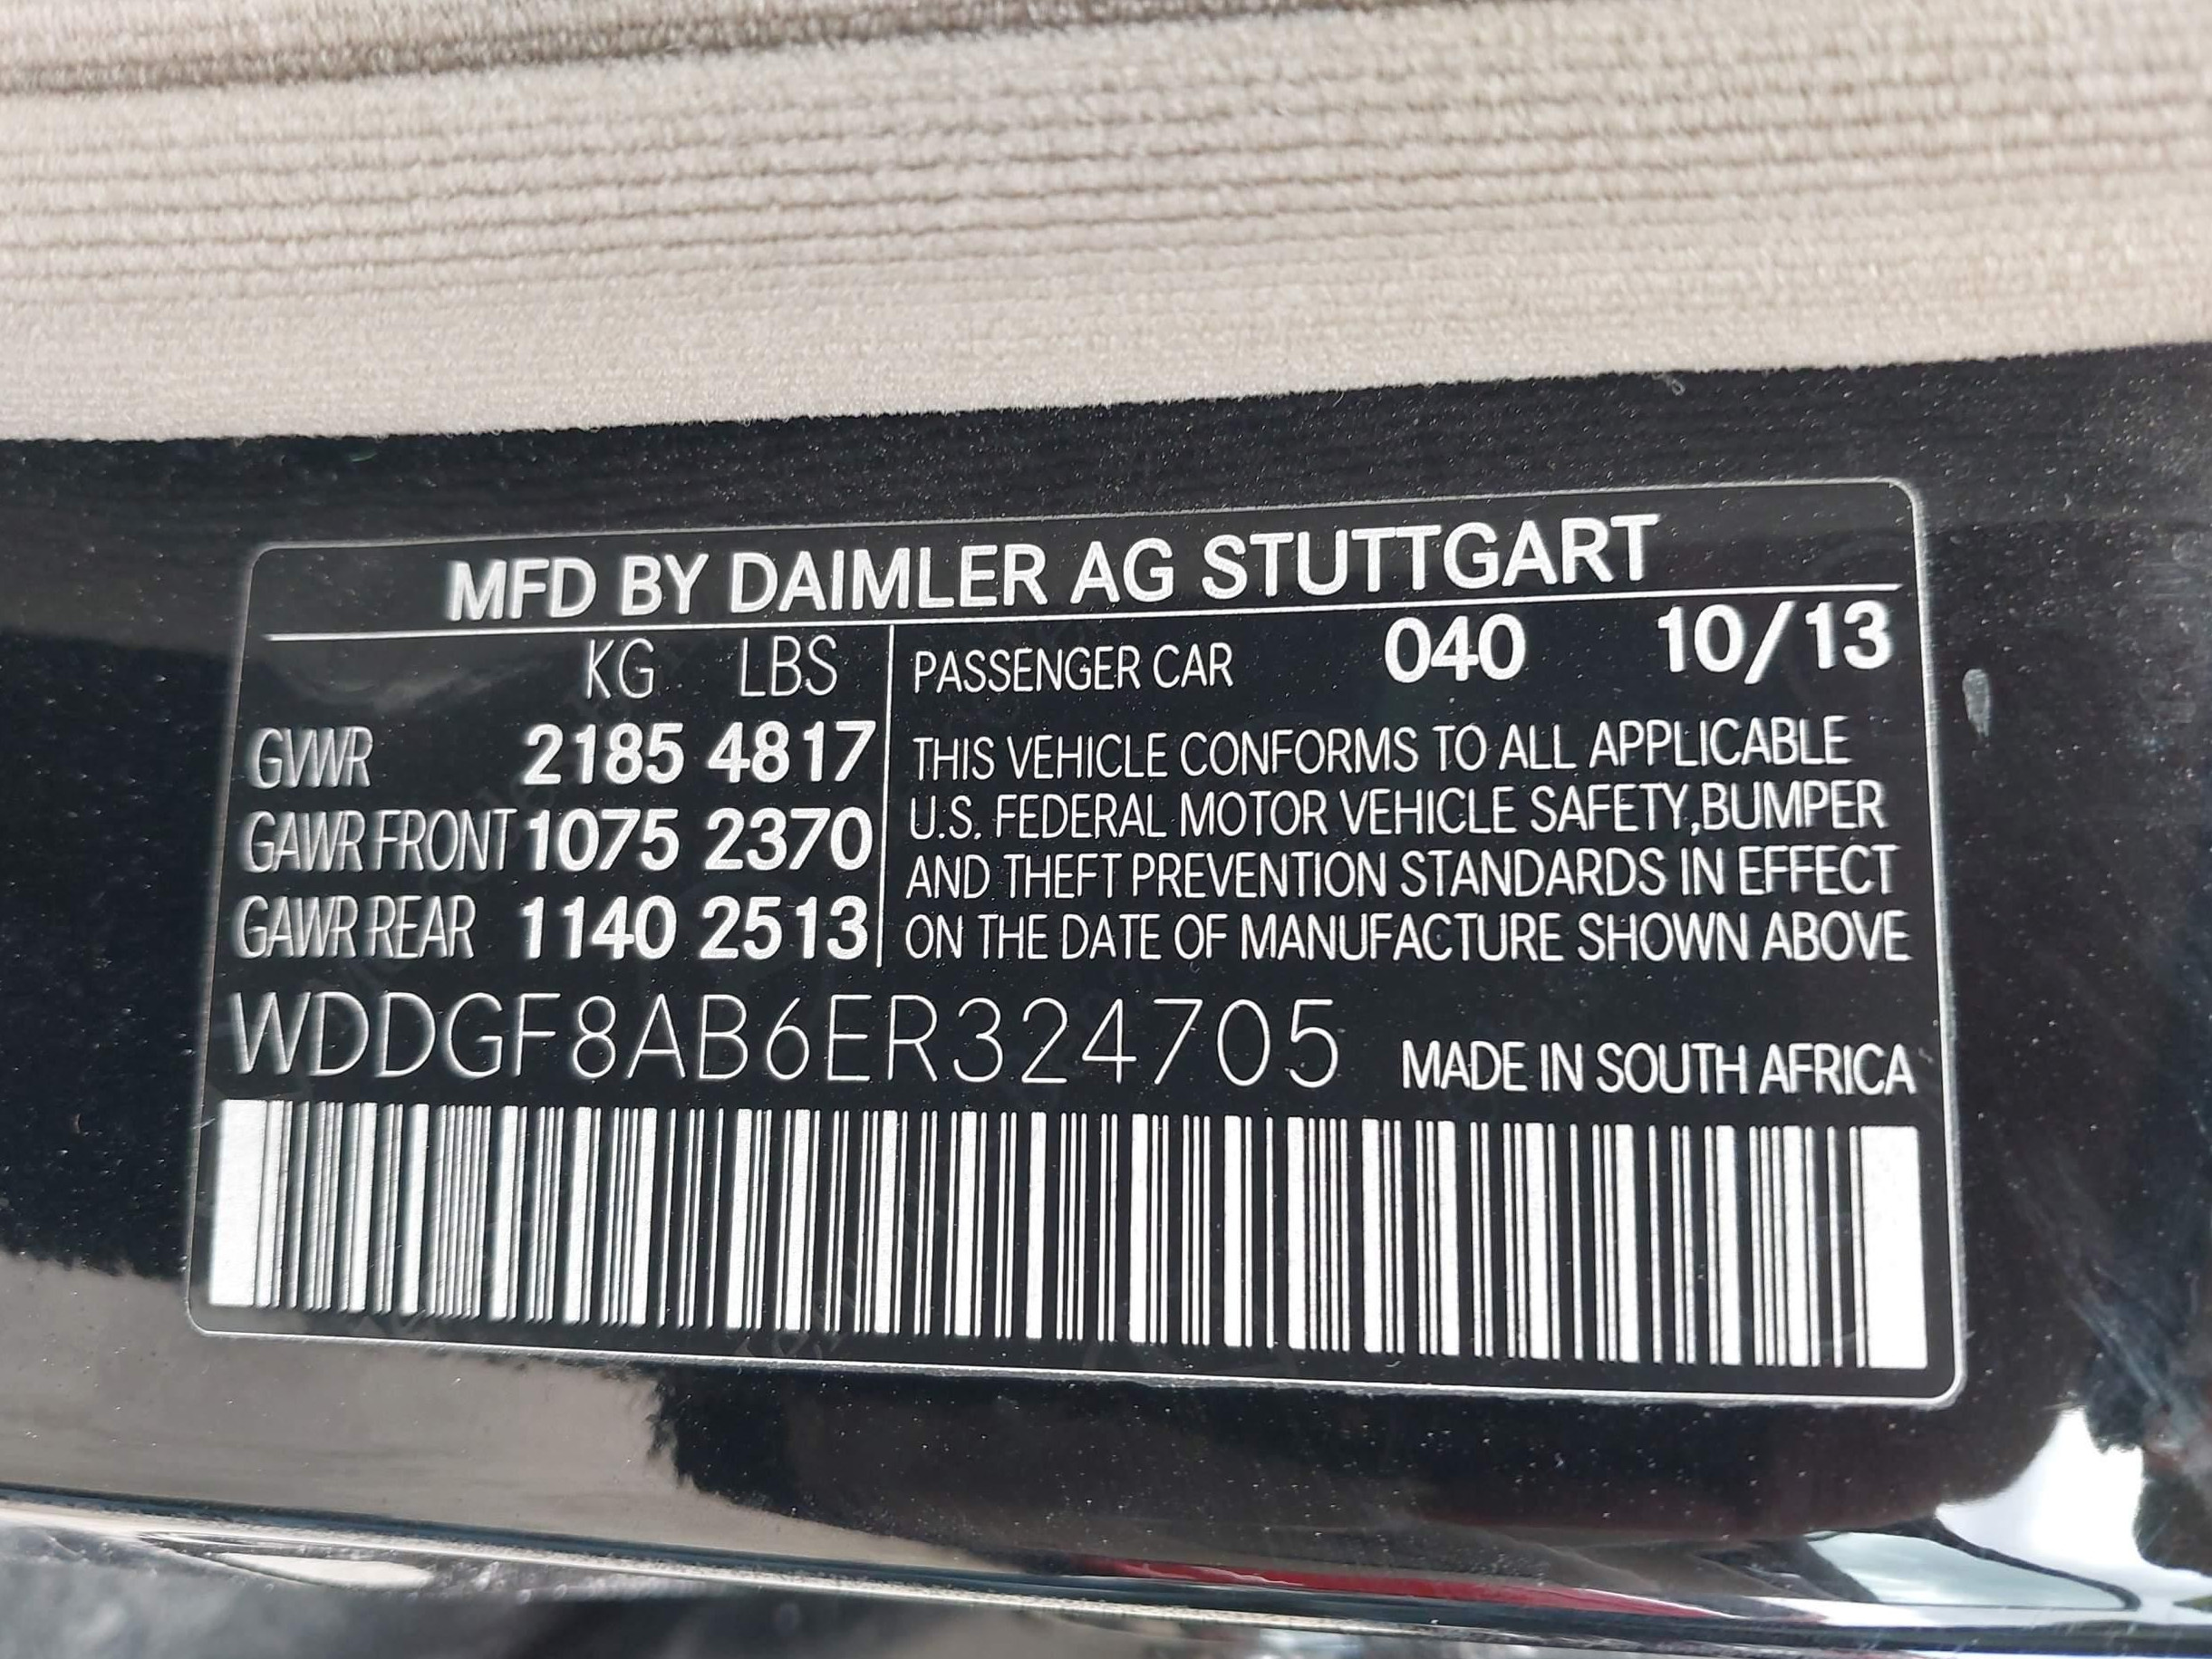 MFD BY DAIMLER AG STUTTGART
KG LBS
GVWR 2185 4817
GAWR FRONT 1075 2370
GAWR REAR 1140 2513
PASSENGER CAR 040 10/13
THIS VEHICLE CONFORMS TO ALL APPLICABLE
U.S. FEDERAL MOTOR VEHICLE SAFETY,BUMPER
AND THEFT PREVENTION STANDARDS IN EFFECT
ON THE DATE OF MANUFACTURE SHOWN ABOVE
WDDGF8AB6ER324705 MADE IN SOUTH AFRICA